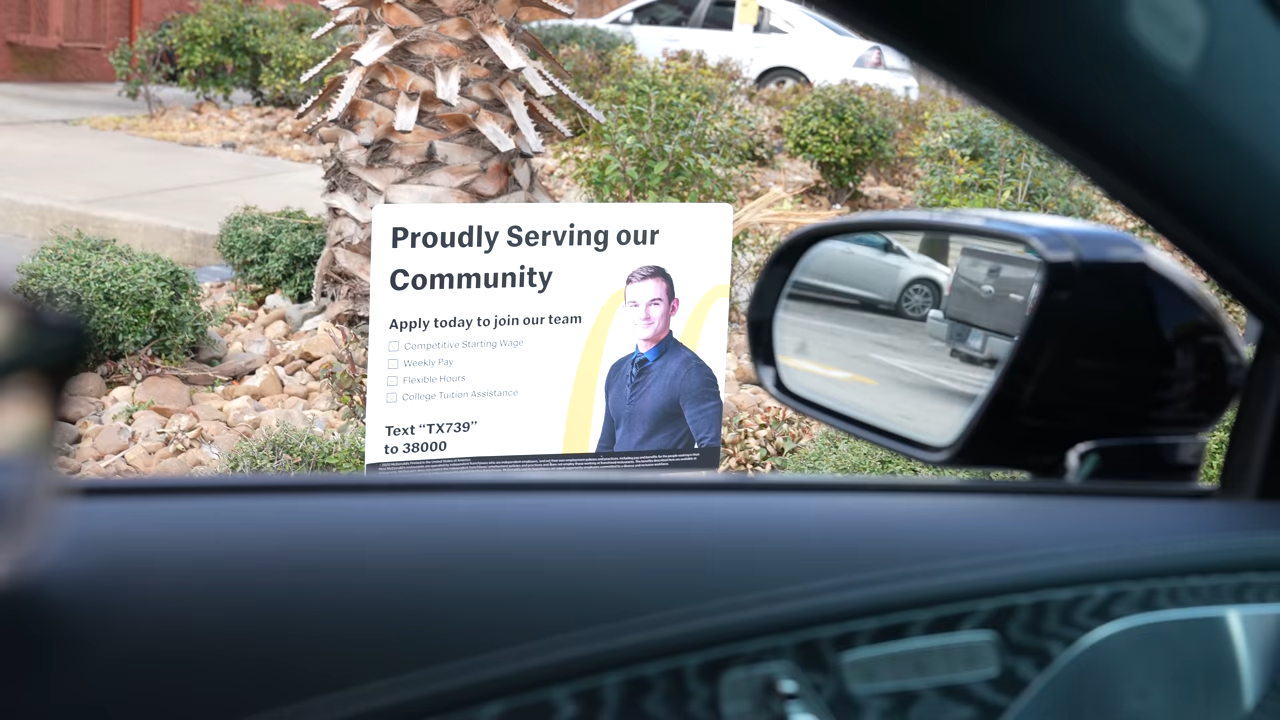 Proudly Serving our
Community
Apply today to join our team
Competitive Starting Wage
Weekly Pay
Flexible Hours
College Tuition Assistance
Text “TX739”
to 38000